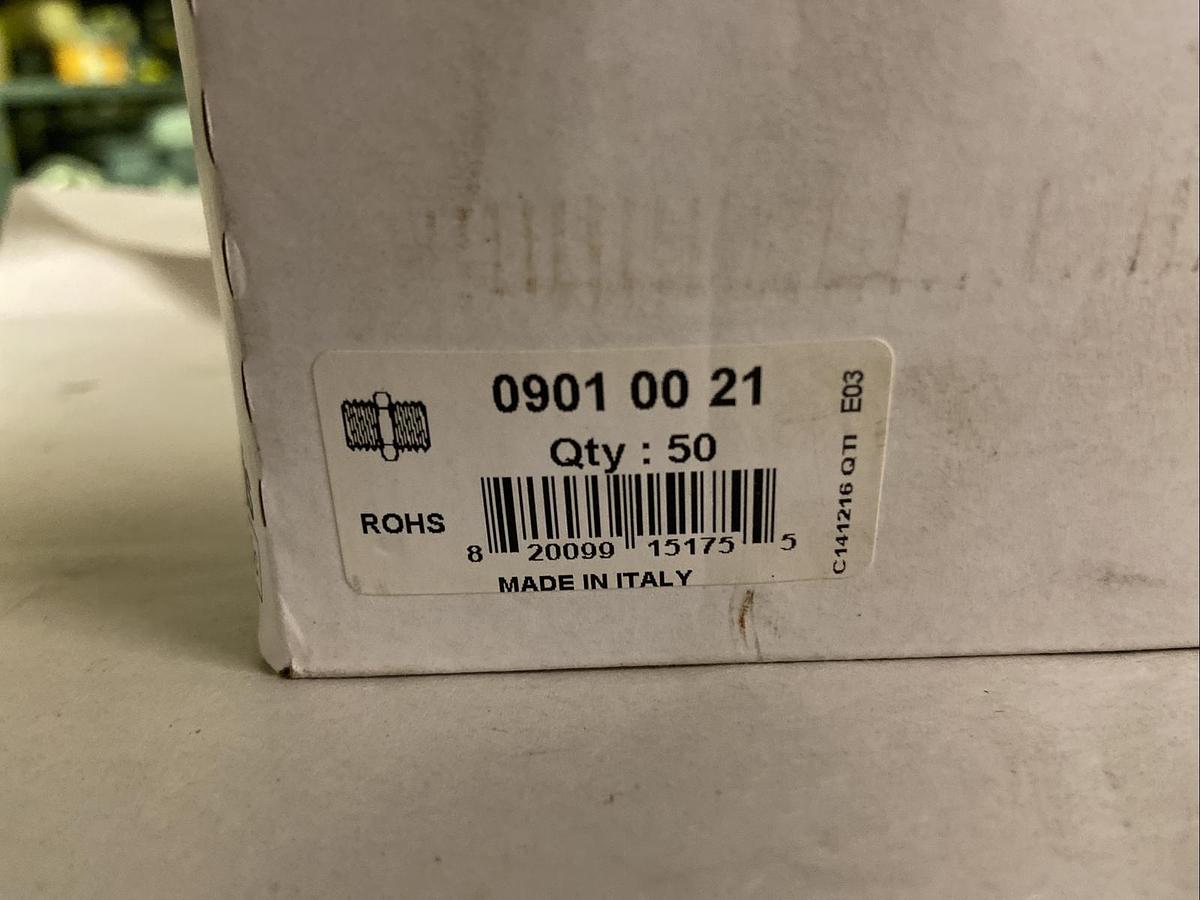 0901 00 21
Qty : 50
ROHS
8 20099 15175 5
MADE IN ITALY
C141216 QTI E03